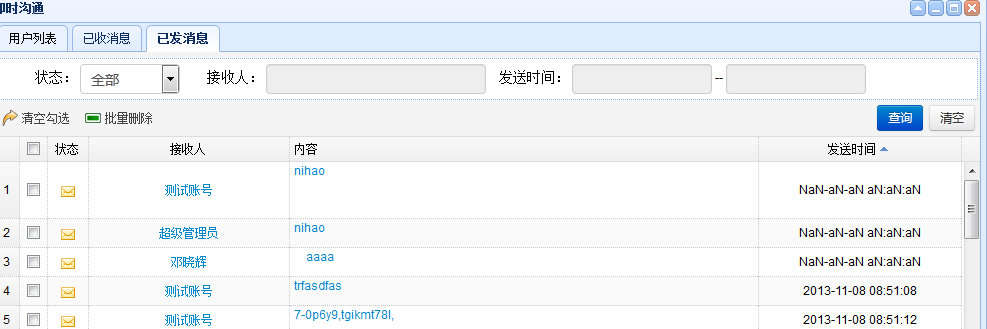 即时沟通
用户列表 已收消息 已发消息
状态： 全部 接收人： 发送时间： --
清空勾选 批量删除 查询 清空
状态 接收人 内容 发送时间
1 测试账号 nihao NaN-aN-aN aN:aN:aN
2 超级管理员 nihao NaN-aN-aN aN:aN:aN
3 邓晓辉 aaaa NaN-aN-aN aN:aN:aN
4 测试账号 trfasdfas 2013-11-08 08:51:08
5 测试账号 7-0p6y9,tgikmt78l, 2013-11-08 08:51:12